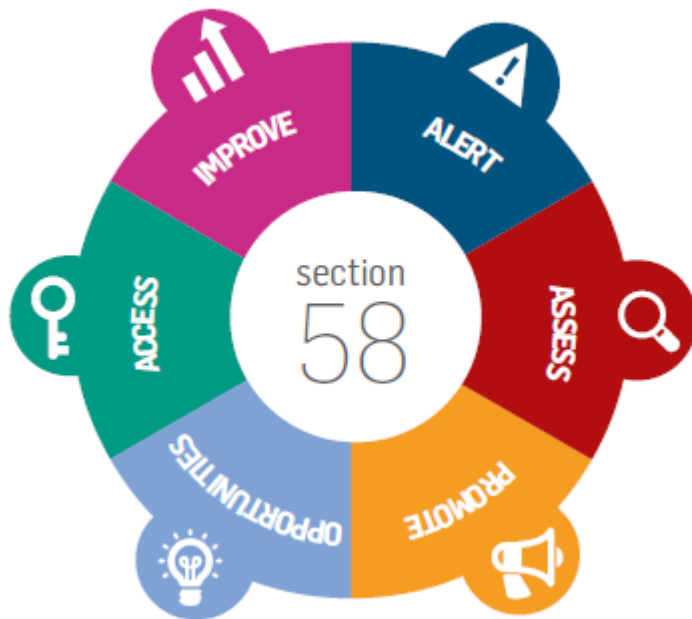 section
58
ALERT
ASSESS
PROMOTE
OPPORTUNITIES
ACCESS
IMPROVE